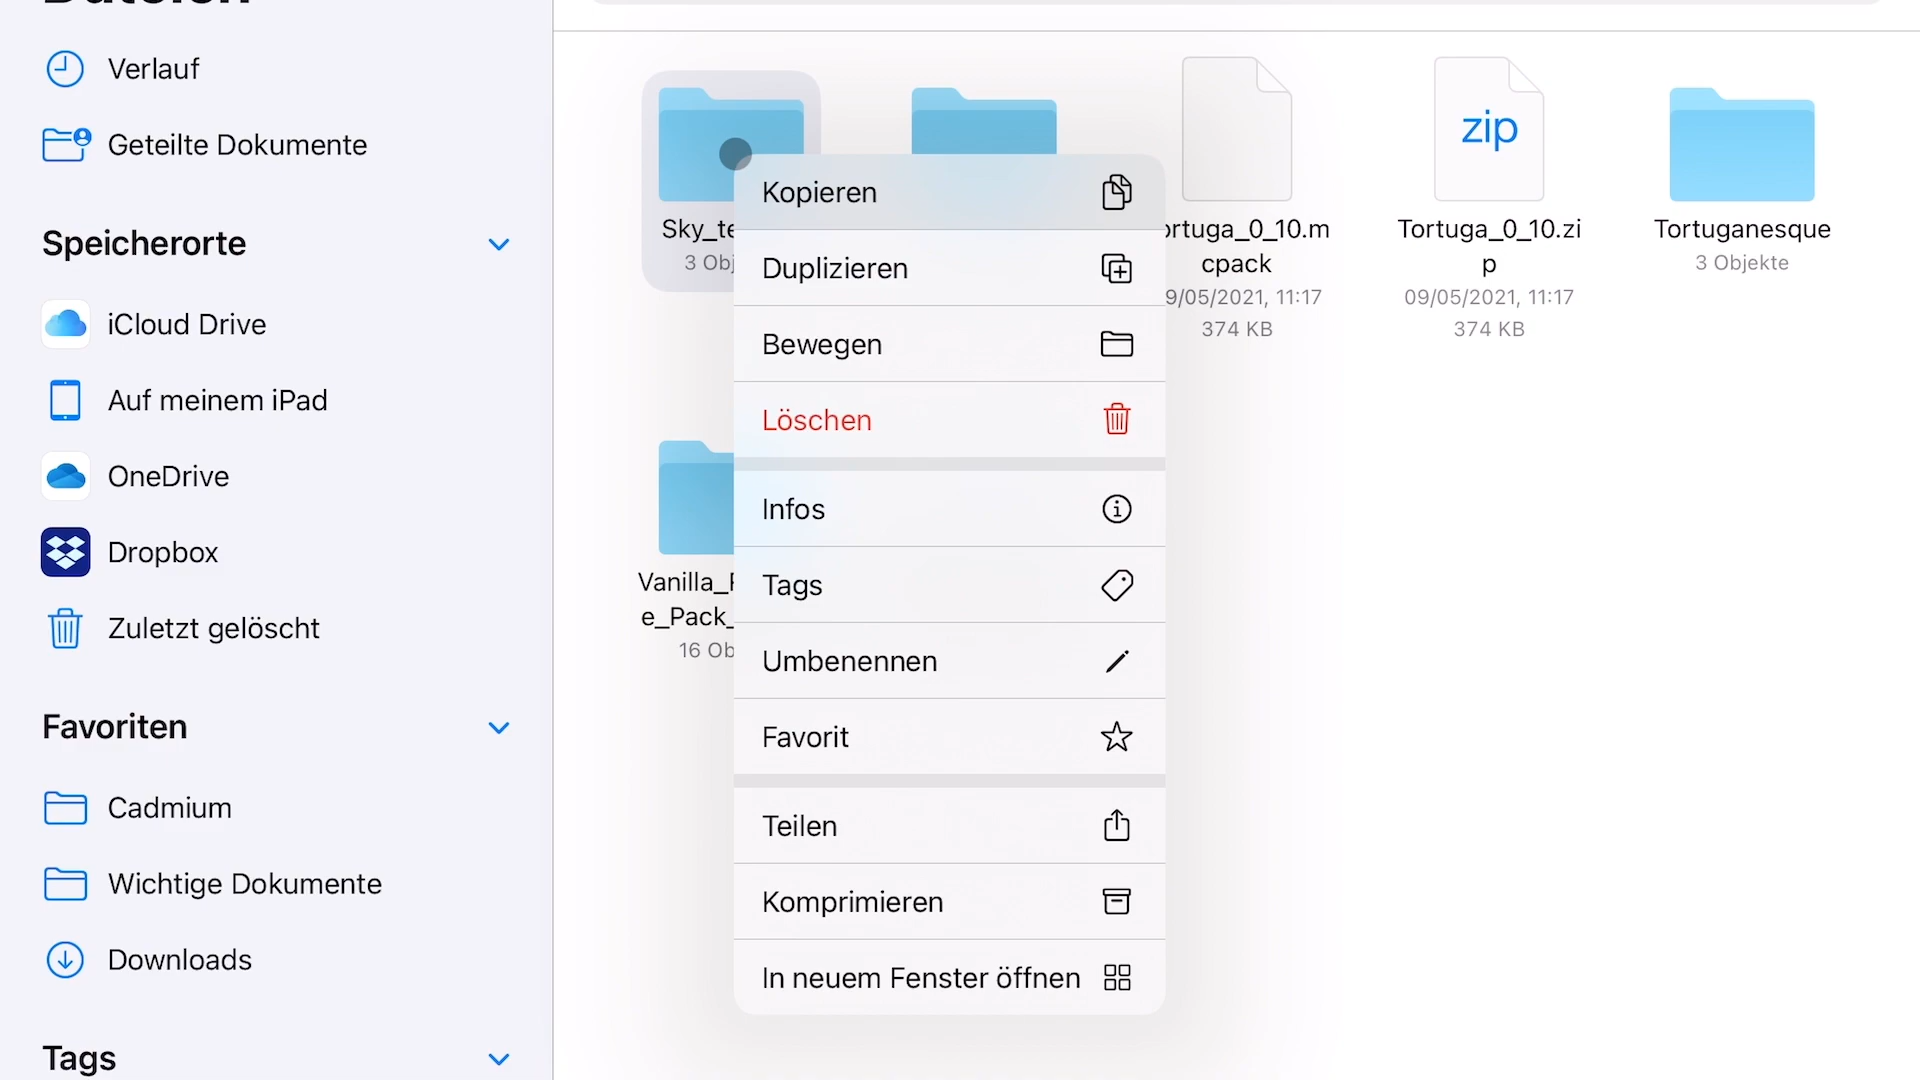 Verlauf
Geteilte Dokumente
Speicherorte
iCloud Drive
Auf meinem iPad
OneDrive
Dropbox
Zuletzt gelöscht
Favoriten
Cadmium
Wichtige Dokumente
Downloads
Tags
Sky_te
3 Obj
Kopieren
Duplizieren
Bewegen
Löschen
Infos
Tags
Umbenennen
Favorit
Teilen
Komprimieren
In neuem Fenster öffnen
ortuga_0_10.m
cpack
9/05/2021, 11:17
374 KB
zip
Tortuga_0_10.zi
p
09/05/2021, 11:17
374 KB
Tortuganesque
3 Objekte
Vanilla_
e_Pack_
16 Ob